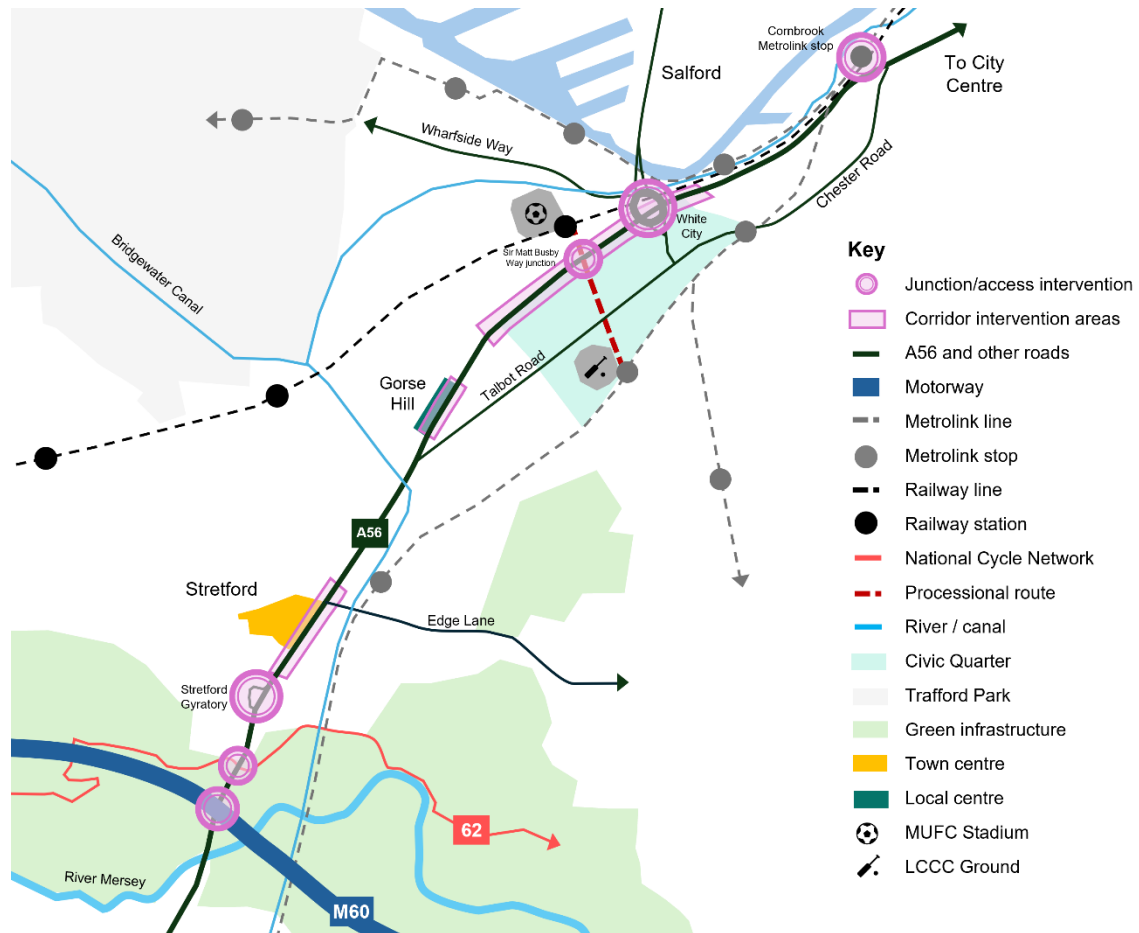 Cornbrook
Metrolink stop
To City
Centre
Salford
Wharfside Way
Chester Road
White
City
Sir Matt Busby
Way junction
Bridgewater Canal
Talbot Road
Gorse
Hill
A56
Stretford
Edge Lane
Stretford
Gyratory
62
River Mersey
M60
Key
Junction/access intervention
Corridor intervention areas
A56 and other roads
Motorway
Metrolink line
Metrolink stop
Railway line
Railway station
National Cycle Network
Processional route
River / canal
Civic Quarter
Trafford Park
Green infrastructure
Town centre
Local centre
MUFC Stadium
LCCC Ground